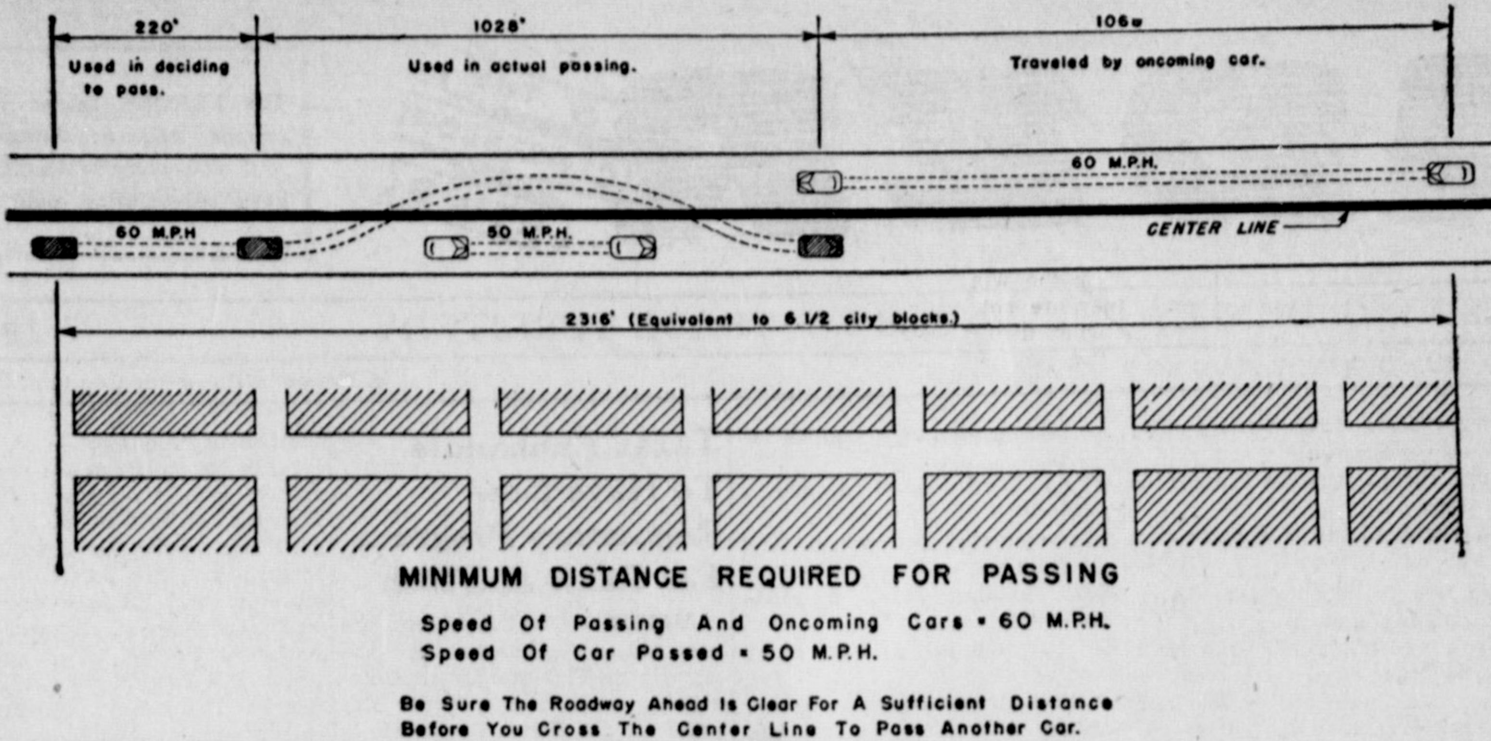 220'
1028'
Used in deciding
to pass.
Used in actual passing.
Traveled by oncoming car.
60 M.P.H.
60 M.P.H
50 M.P.H.
CENTER LINE
2316' (Equivalent to 6 1/2 city blocks.)
MINIMUM DISTANCE REQUIRED FOR PASSING
Speed Of Passing And Oncoming Cars = 60 M.P.H.
Speed Of Car Passed = 50 M.P.H.
Be Sure The Roadway Ahead Is Clear For A Sufficient Distance
Before You Cross The Center Line To Pass Another Car.